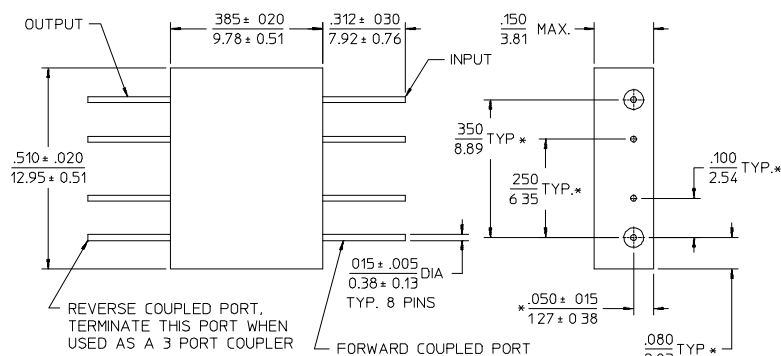 OUTPUT
.385± 020
9.78± 0.51
.312± 030
7.92± 0.76
INPUT
.150
3.81
MAX.
.510± .020
12.95± 0.51
350
8.89
TYP *
.250
6 35
TYP.*
.100
2.54
TYP.*
015± .005
0.38± 0.13
DIA
TYP. 8 PINS
* .050± 015
1 27± 0 38
.080
TYP *
REVERSE COUPLED PORT,
TERMINATE THIS PORT WHEN
USED AS A 3 PORT COUPLER
FORWARD COUPLED PORT